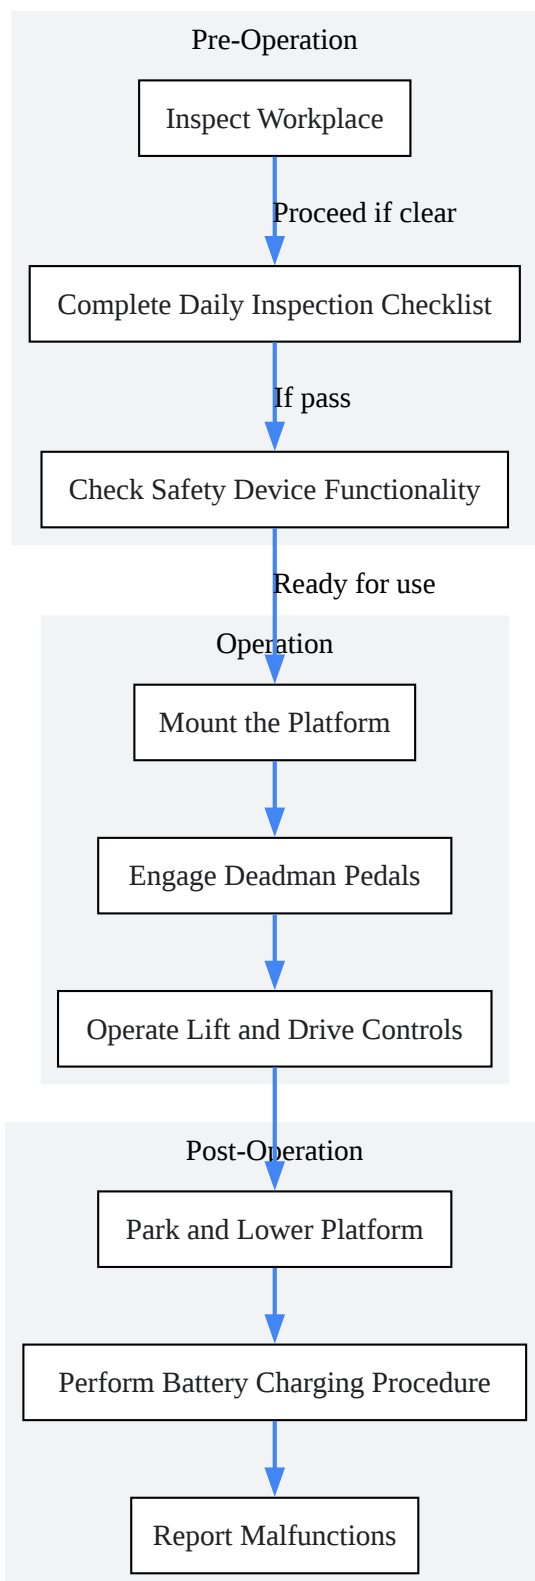 Pre-Operation
Inspect Workplace
Proceed if clear
Complete Daily Inspection Checklist
If pass
Check Safety Device Functionality
Ready for use
Operation
Mount the Platform
Engage Deadman Pedals
Operate Lift and Drive Controls
Post-Operation
Park and Lower Platform
Perform Battery Charging Procedure
Report Malfunctions